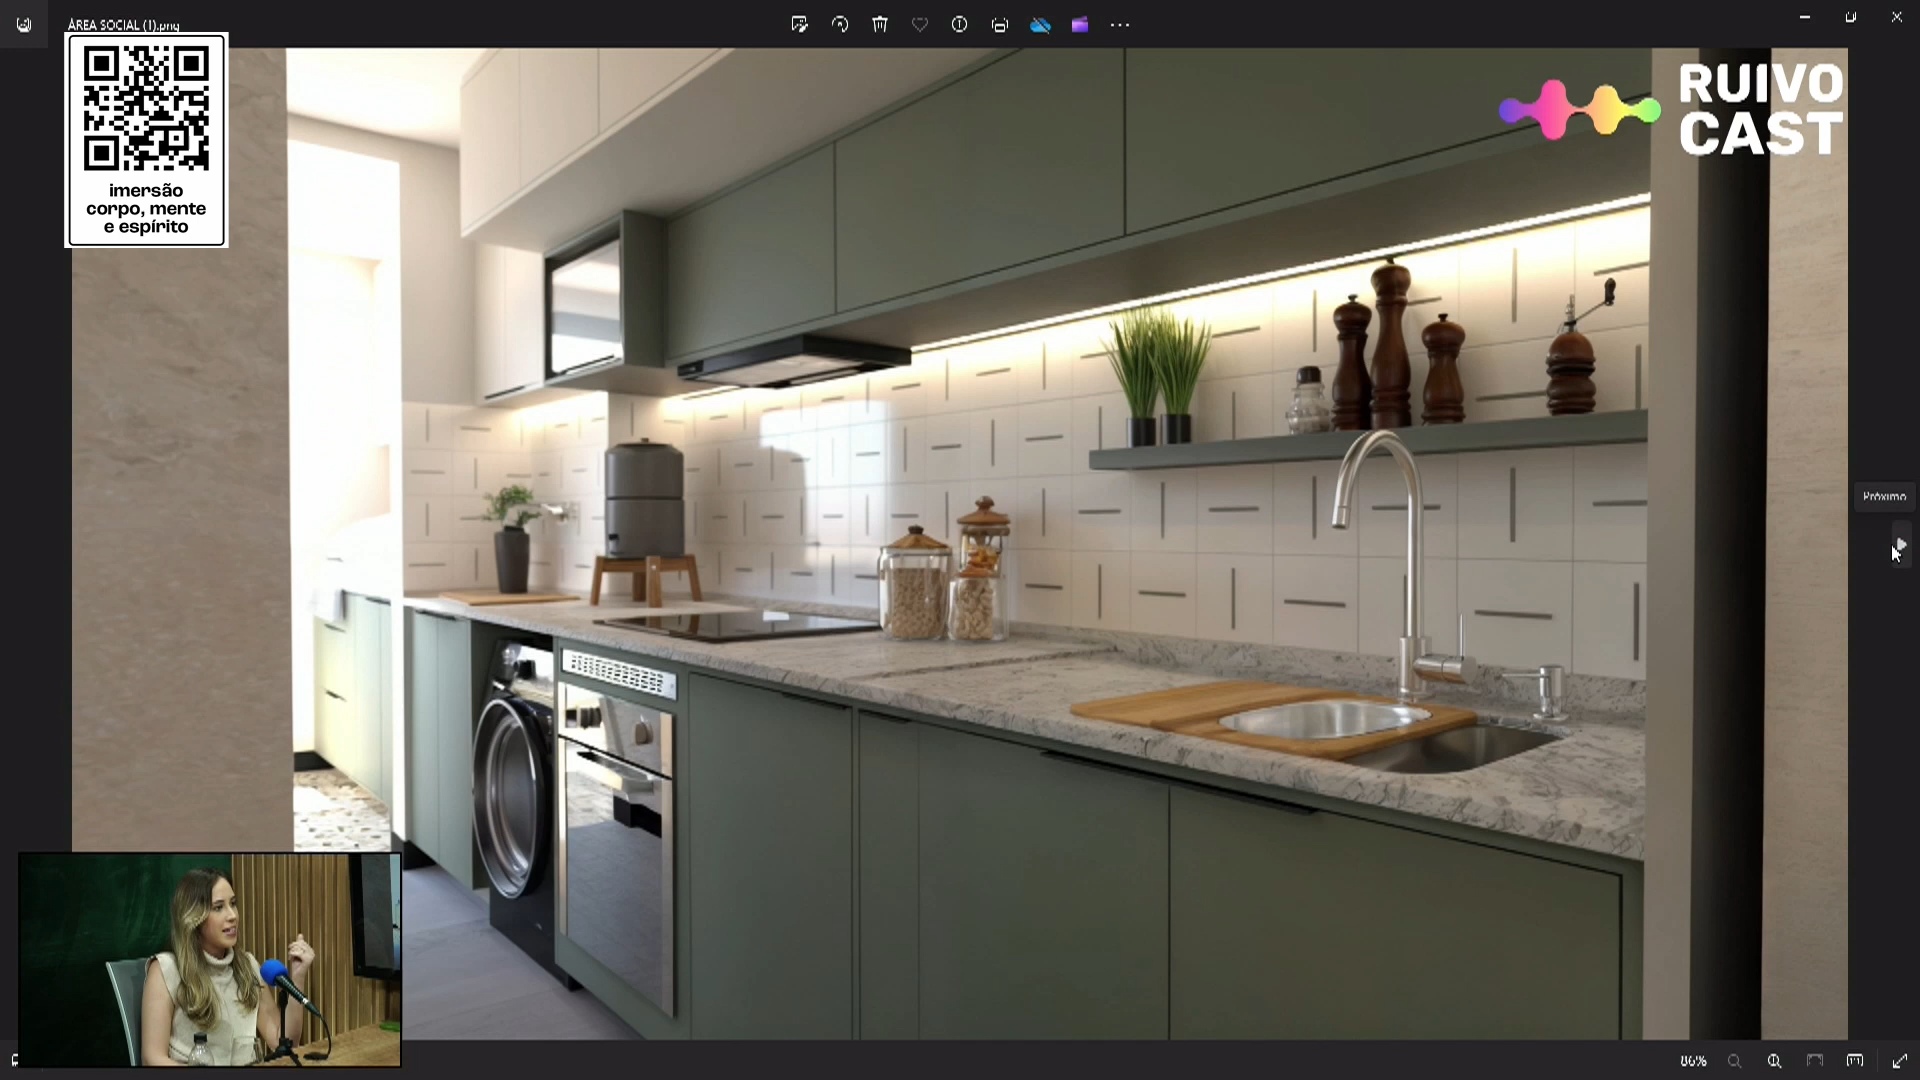 ÁREA SOCIAL (1).png
imersão
corpo, mente
e espírito
RUIVO
CAST
Próximo
86%